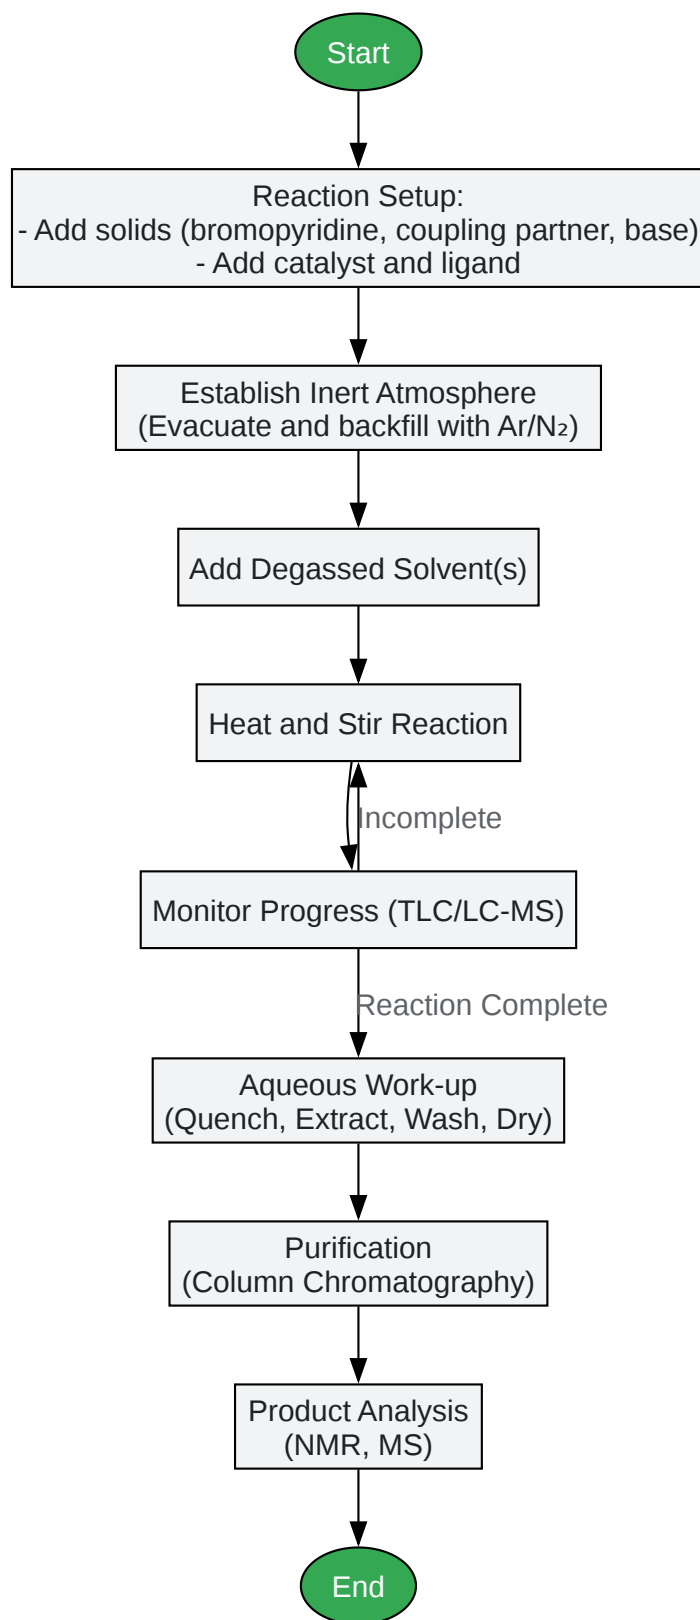 Start
Reaction Setup:
- Add solids (bromopyridine, coupling partner, base)
- Add catalyst and ligand
Establish Inert Atmosphere
(Evacuate and backfill with Ar/N₂)
Add Degassed Solvent(s)
Heat and Stir Reaction
Incomplete
Monitor Progress (TLC/LC-MS)
Reaction Complete
Aqueous Work-up
(Quench, Extract, Wash, Dry)
Purification
(Column Chromatography)
Product Analysis
(NMR, MS)
End